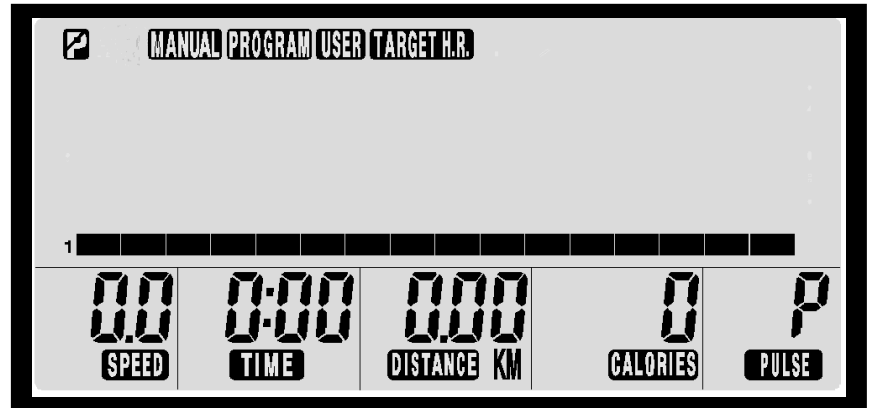 P MANUAL PROGRAM USER TARGET H.R.
1
0.0 0:00 0.00 0 P
SPEED TIME DISTANCE KM CALORIES PULSE